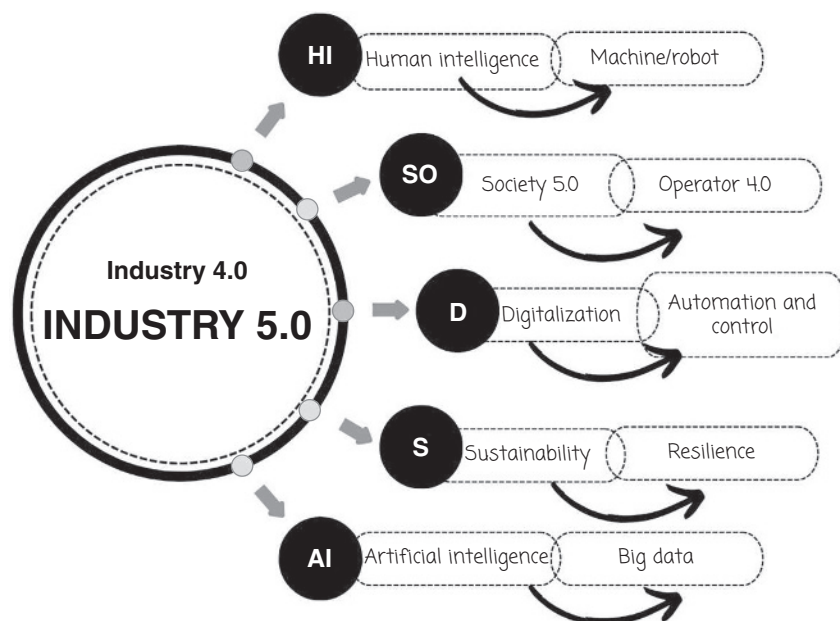 HI
Human intelligence
Machine/robot
SO
Society 5.0
Operator 4.0
Industry 4.0
INDUSTRY 5.0
D
Digitalization
Automation and
control
S
Sustainability
Resilience
AI
Artificial intelligence
Big data